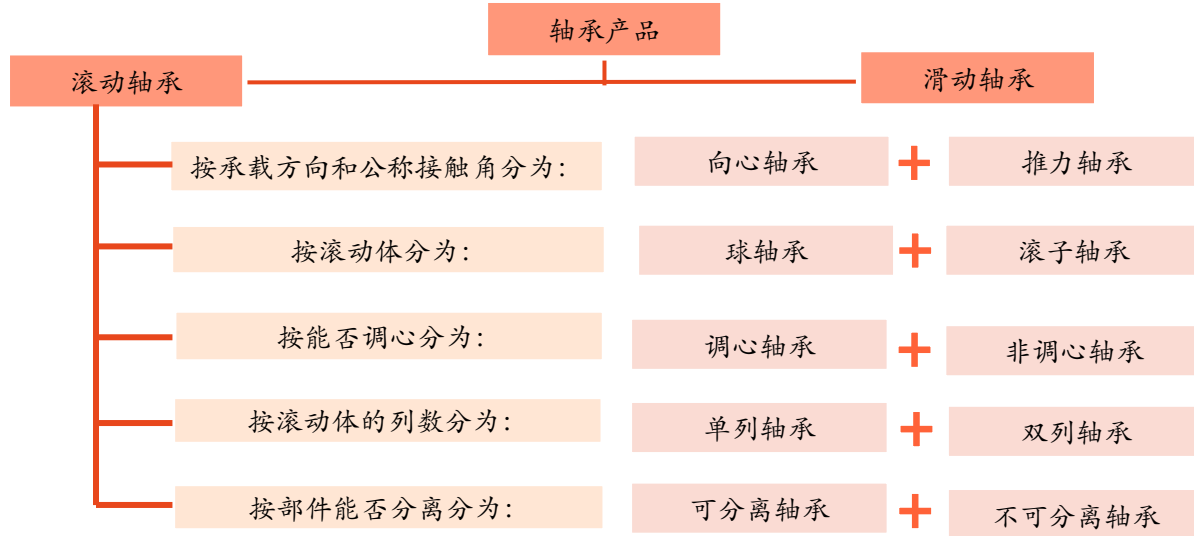 轴承产品
滚动轴承
滑动轴承
按承载方向和公称接触角分为：
向心轴承
推力轴承
按滚动体分为：
球轴承
滚子轴承
按能否调心分为：
调心轴承
非调心轴承
按滚动体的列数分为：
单列轴承
双列轴承
按部件能否分离分为：
可分离轴承
不可分离轴承